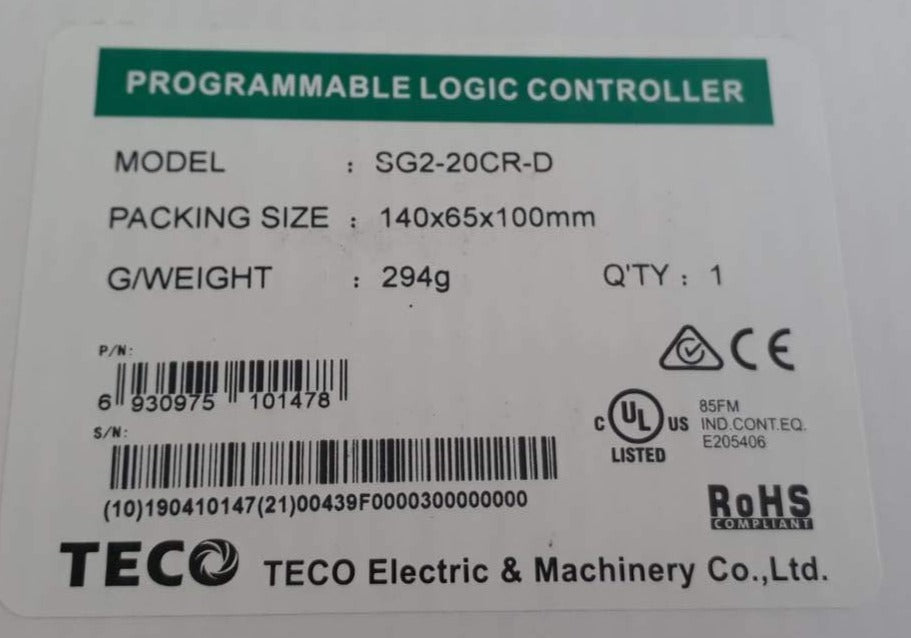 PROGRAMMABLE LOGIC CONTROLLER
MODEL : SG2-20CR-D
PACKING SIZE : 140x65x100mm
G/WEIGHT : 294g Q'TY : 1
P/N:
6 930975 101478
CE
S/N:
C UL US LISTED
85FM
IND.CONT.EQ.
E205406
(10)190410147(21)00439F0000300000000
RoHS
COMPLIANT
TECO TECO Electric & Machinery Co.,Ltd.